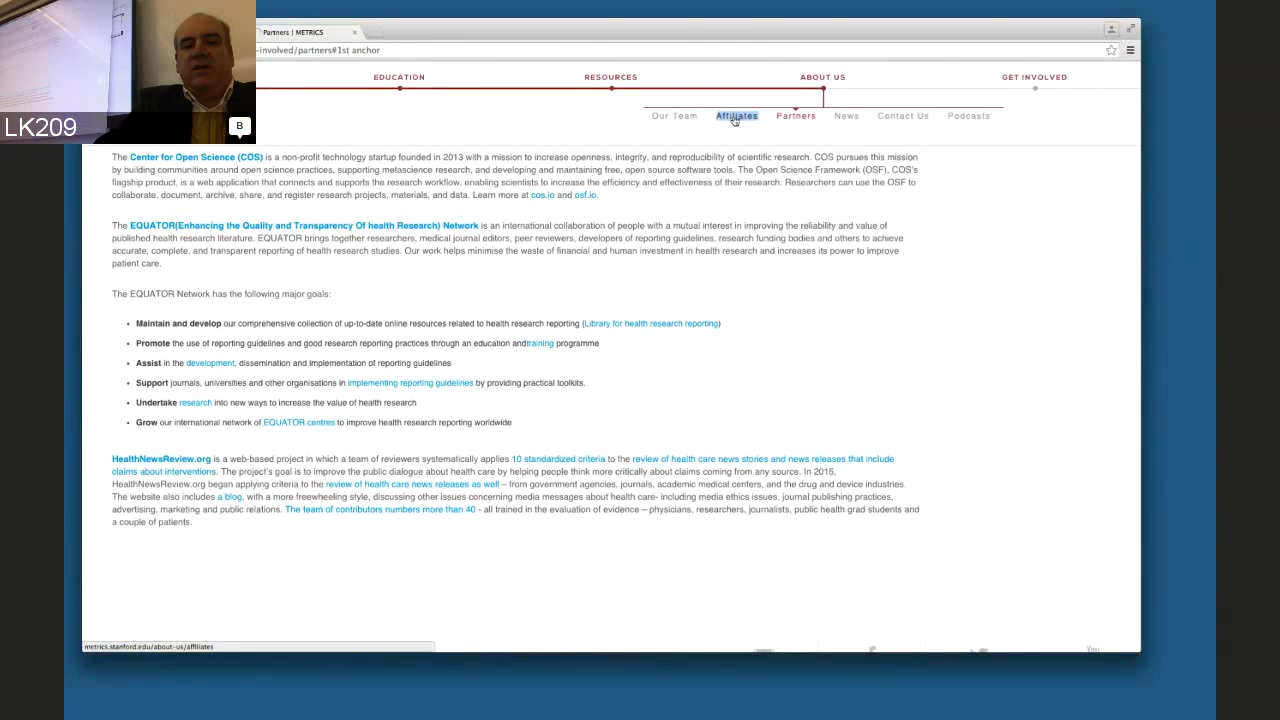 Partners | METRICS
-involved/partners#1st anchor
EDUCATION
RESOURCES
ABOUT US
GET INVOLVED
Our Team
Affiliates
Partners
News
Contact Us
Podcasts
LK209
B
The Center for Open Science (COS) is a non-profit technology startup founded in 2013 with a mission to increase openness, integrity, and reproducibility of scientific research. COS pursues this mission
by building communities around open science practices, supporting metascience research, and developing and maintaining free, open source software tools. The Open Science Framework (OSF), COS's
flagship product, is a web application that connects and supports the research workflow, enabling scientists to increase the efficiency and effectiveness of their research. Researchers can use the OSF to
collaborate, document, archive, share, and register research projects, materials, and data. Learn more at cos.io and osf.io.
The EQUATOR(Enhancing the Quality and Transparency Of health Research) Network is an international collaboration of people with a mutual interest in improving the reliability and value of
published health research literature. EQUATOR brings together researchers, medical journal editors, peer reviewers, developers of reporting guidelines, research funding bodies and others to achieve
accurate, complete, and transparent reporting of health research studies. Our work helps minimise the waste of financial and human investment in health research and increases its power to improve
patient care.
The EQUATOR Network has the following major goals:
• Maintain and develop our comprehensive collection of up-to-date online resources related to health research reporting (Library for health research reporting)
• Promote the use of reporting guidelines and good research reporting practices through an education andtraining programme
• Assist in the development, dissemination and implementation of reporting guidelines
• Support journals, universities and other organisations in implementing reporting guidelines by providing practical toolkits.
• Undertake research into new ways to increase the value of health research
• Grow our international network of EQUATOR centres to improve health research reporting worldwide
HealthNewsReview.org is a web-based project in which a team of reviewers systematically applies 10 standardized criteria to the review of health care news stories and news releases that include
claims about interventions. The project's goal is to improve the public dialogue about health care by helping people think more critically about claims coming from any source. In 2015,
HealthNewsReview.org began applying criteria to the review of health care news releases as well – from government agencies, journals, academic medical centers, and the drug and device industries.
The website also includes a blog, with a more freewheeling style, discussing other issues concerning media messages about health care- including media ethics issues, journal publishing practices,
advertising, marketing and public relations. The team of contributors numbers more than 40 - all trained in the evaluation of evidence – physicians, researchers, journalists, public health grad students and
a couple of patients.
metrics.stanford.edu/about-us/affiliates
You